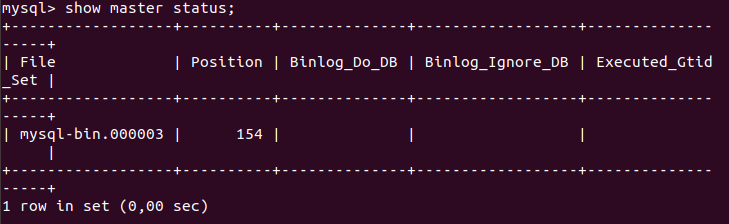 mysql> show master status;
+------------------+----------+--------------+------------------+--------------
-----+
| File             | Position | Binlog_Do_DB | Binlog_Ignore_DB | Executed_Gtid
_Set |
+------------------+----------+--------------+------------------+--------------
-----+
| mysql-bin.000003 |      154 |              |                  |
     |
+------------------+----------+--------------+------------------+--------------
-----+
1 row in set (0,00 sec)